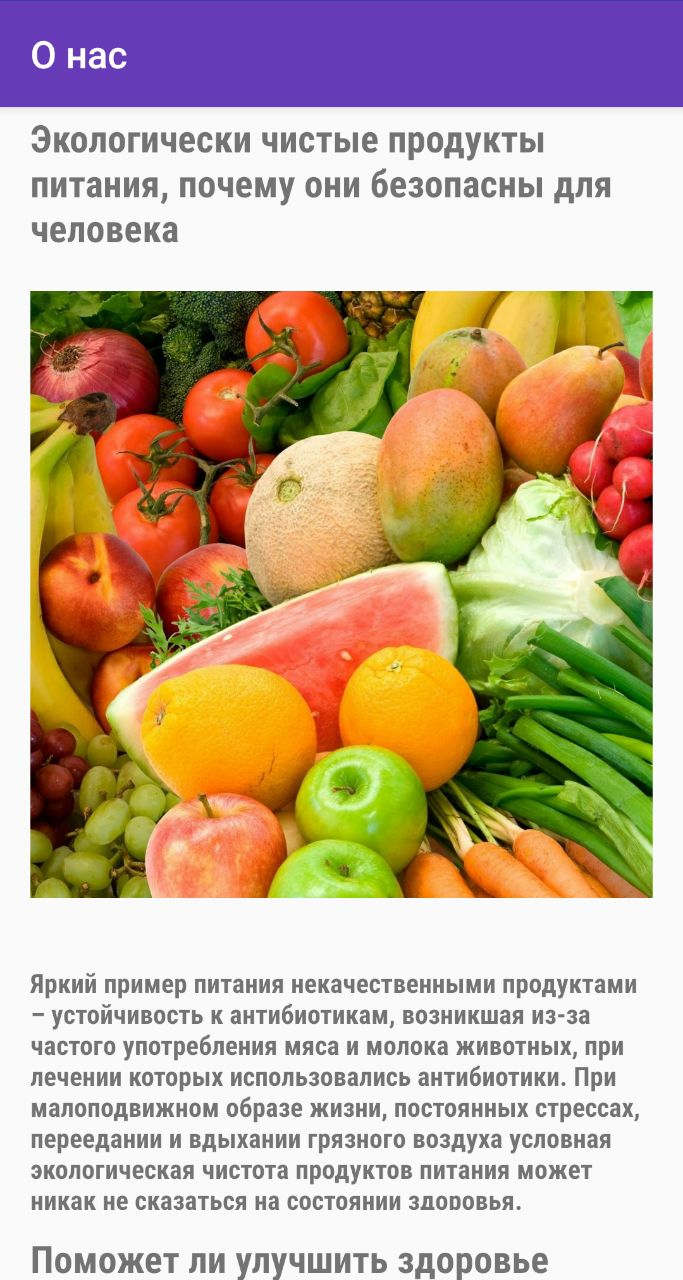 О нас
Экологически чистые продукты
питания, почему они безопасны для
человека
Яркий пример питания некачественными продуктами
– устойчивость к антибиотикам, возникшая из-за
частого употребления мяса и молока животных, при
лечении которых использовались антибиотики. При
малоподвижном образе жизни, постоянных стрессах,
переедании и вдыхании грязного воздуха условная
экологическая чистота продуктов питания может
никак не сказаться на состоянии здоровья.
Поможет ли улучшить здоровье